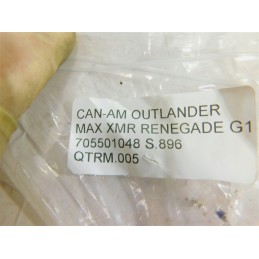 CAN-AM OUTLANDER
MAX XMR RENEGADE G1
705501048 S.896
QTRM.005